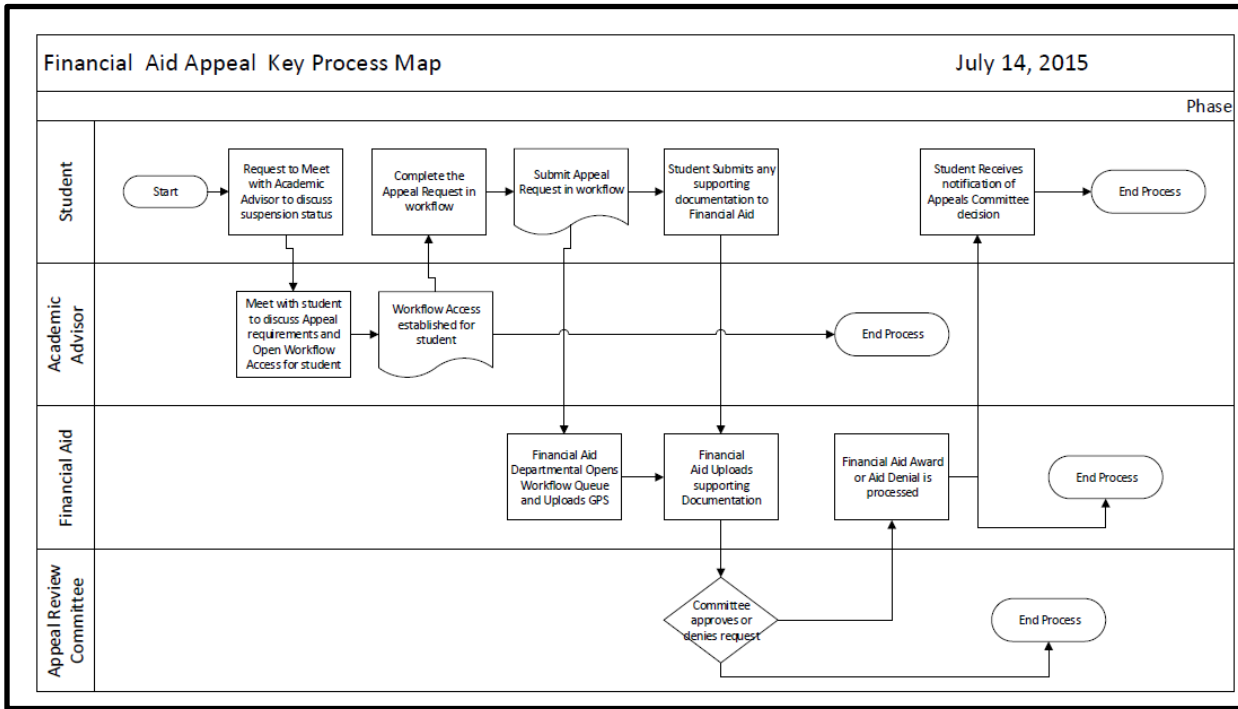 Financial Aid Appeal Key Process Map
July 14, 2015
Phase
Student
Start
Request to Meet
with Academic
Advisor to discuss
suspension status
Complete the
Appeal Request in
workflow
Submit Appeal
Request in workflow
Student Submits any
supporting
documentation to
Financial Aid
Student Receives
notification of
Appeals Committee
decision
End Process
Academic
Advisor
Meet with student
to discuss Appeal
requirements and
Open Workflow
Access for student
Workflow Access
established for
student
End Process
Financial Aid
Financial Aid
Departmental Opens
Workflow Queue
and Uploads GPS
Financial
Aid Uploads
supporting
Documentation
Financial Aid Award
or Aid Denial is
processed
End Process
Appeal Review
Committee
Committee
approves or
denies request
End Process